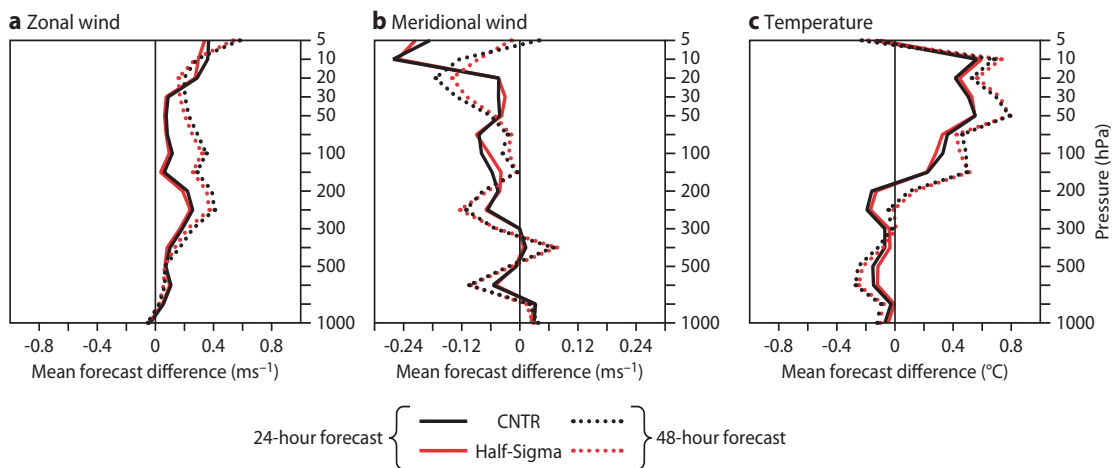 a Zonal wind
5
10
20
30
50
100
200
300
500
1000
-0.8 -0.4 0 0.4 0.8
Mean forecast difference (ms⁻¹)
b Meridional wind
5
10
20
30
50
100
200
300
500
1000
-0.24 -0.12 0 0.12 0.24
Mean forecast difference (ms⁻¹)
c Temperature
5
10
20
30
50
100
200
300
500
1000
Pressure (hPa)
-0.8 -0.4 0 0.4 0.8
Mean forecast difference (°C)
24-hour forecast
CNTR
Half-Sigma
48-hour forecast